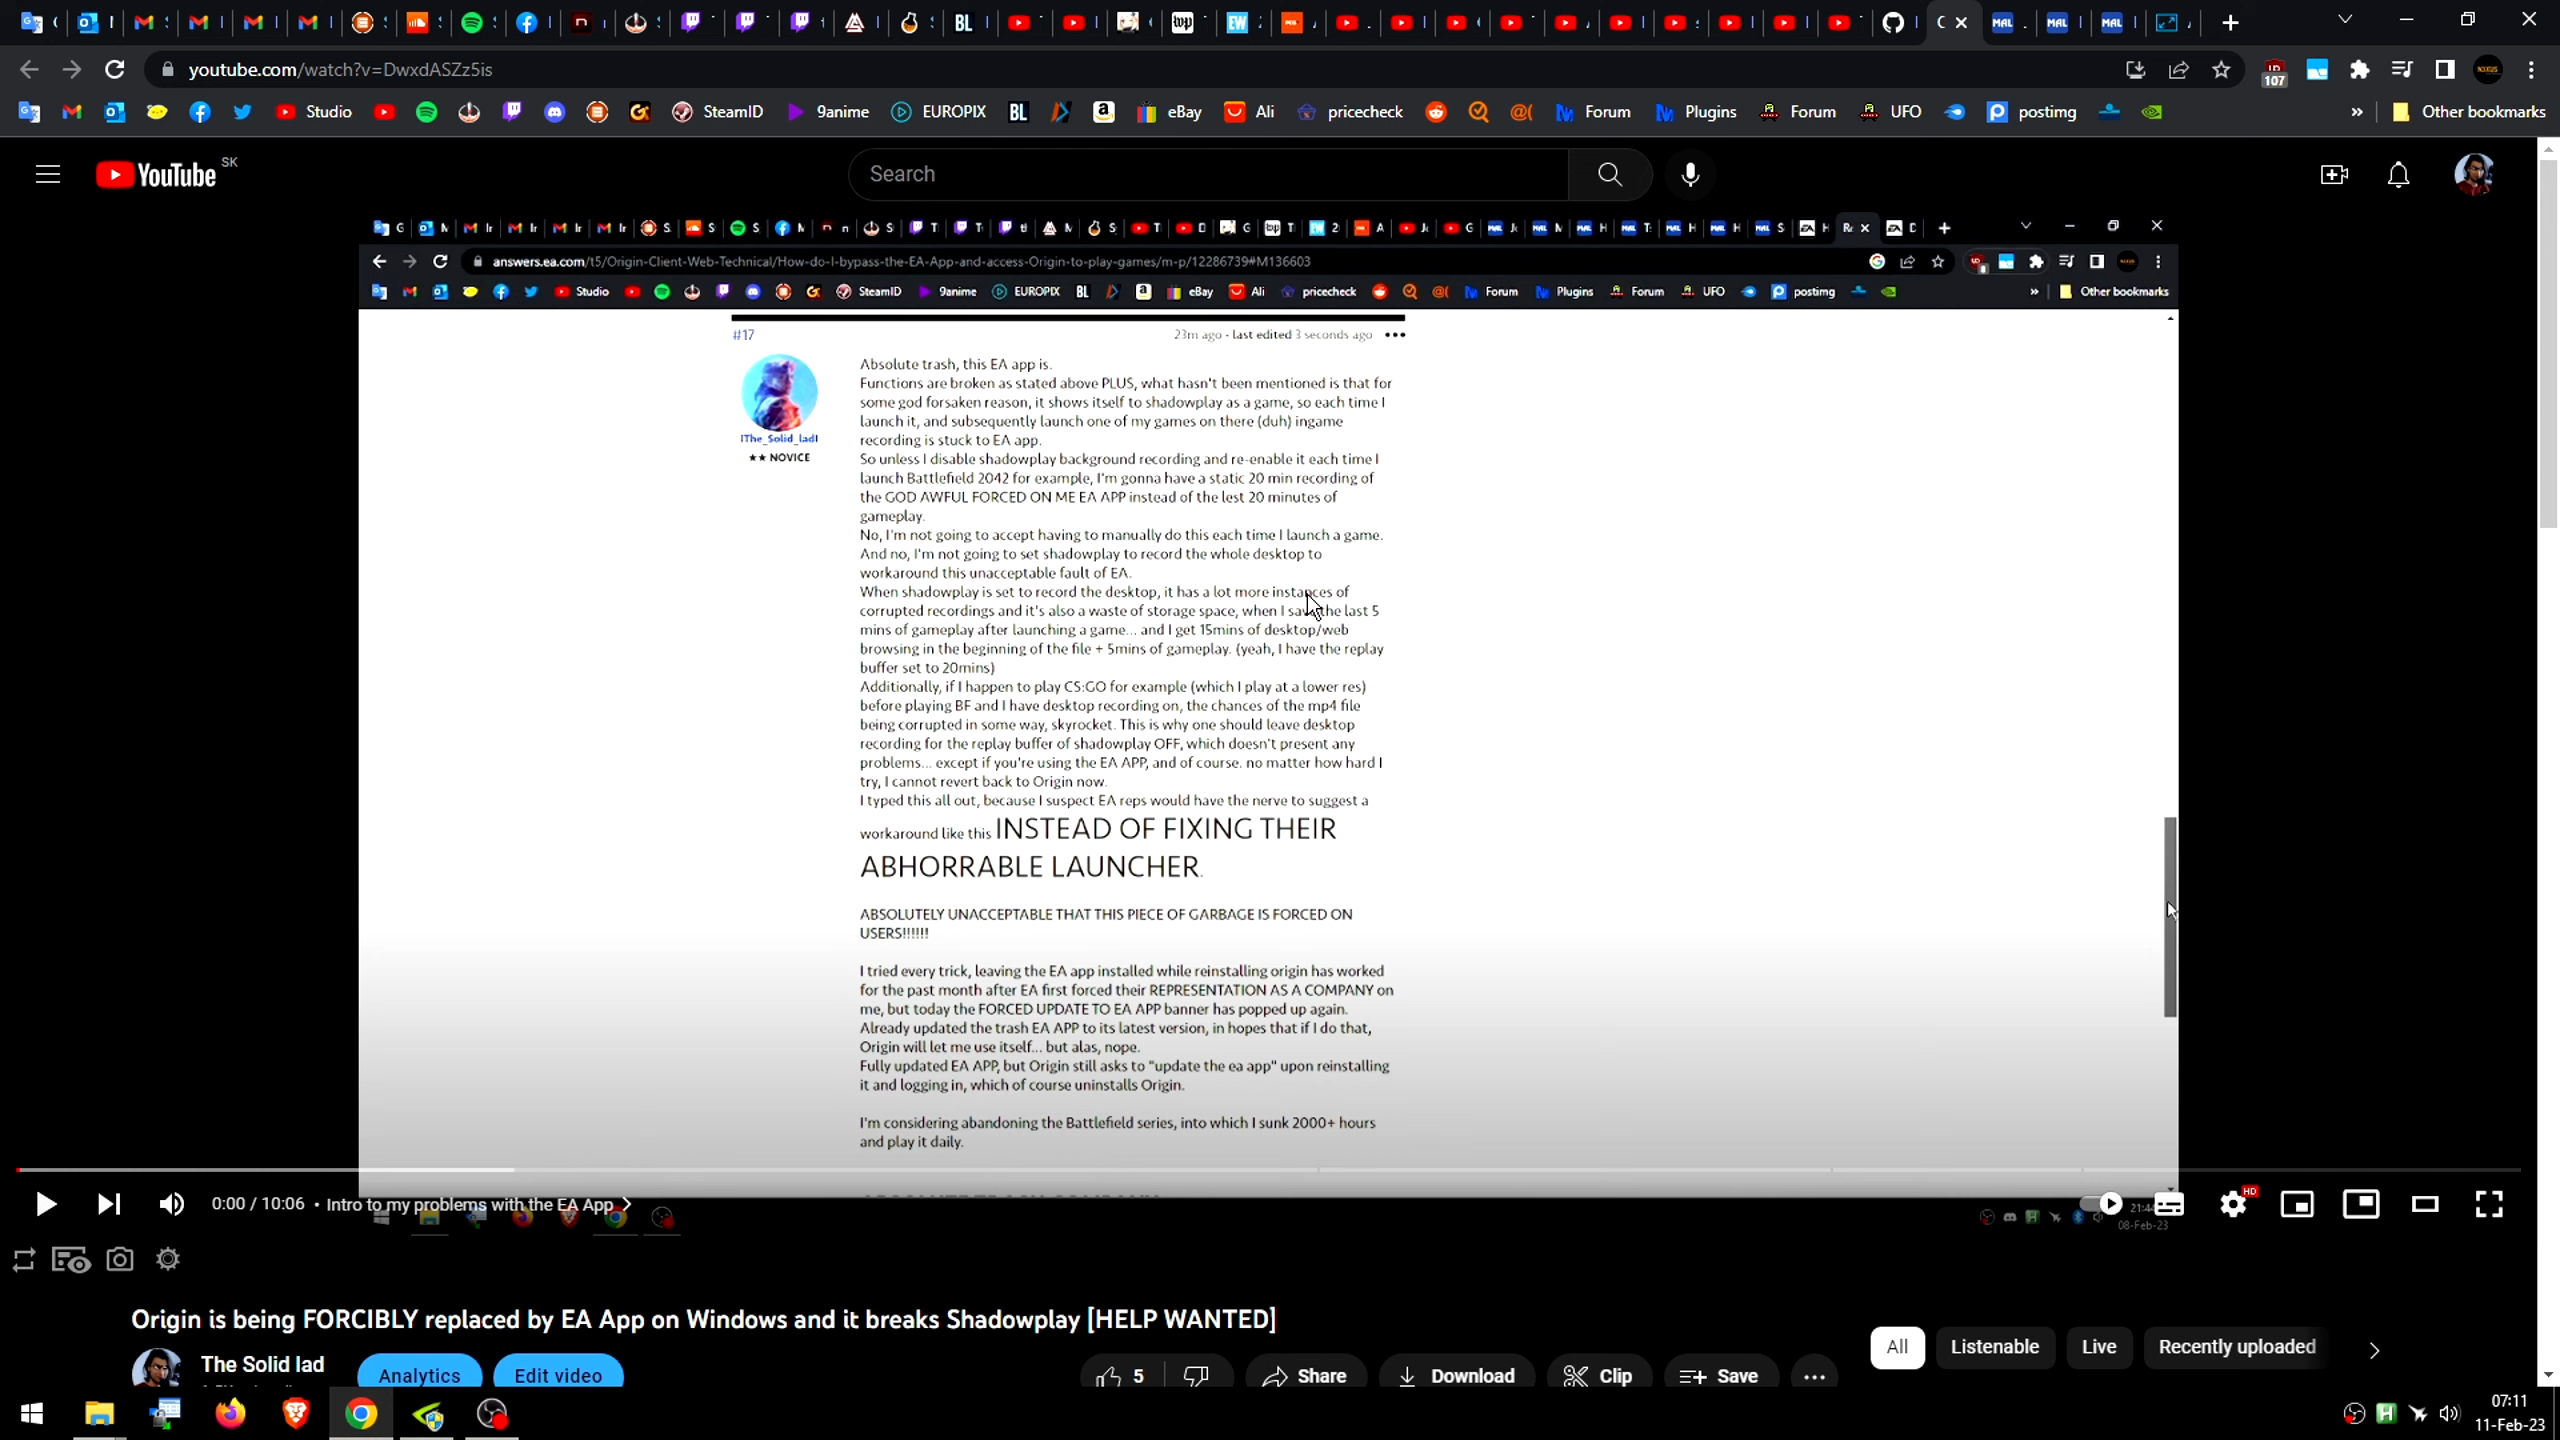 youtube.com/watch?v=DwxdASZz5is
107
Studio
SteamID
9anime
EUROPIX
BL
eBay
Ali
pricecheck
Forum
Plugins
Forum
UFO
postimg
»
Other bookmarks
YouTube SK
Search
answers.ea.com/t5/Origin-Client-Web-Technical/How-do-I-bypass-the-EA-App-and-access-Origin-to-play-games/m-p/12286739#M136603
Studio
SteamID
9anime
EUROPIX
BL
eBay
Ali
pricecheck
Forum
Plugins
Forum
UFO
postimg
»
Other bookmarks
#17
23m ago - last edited 3 seconds ago
Absolute trash, this EA app is.
Functions are broken as stated above PLUS, what hasn't been mentioned is that for
some god forsaken reason, it shows itself to shadowplay as a game, so each time I
launch it, and subsequently launch one of my games on there (duh) ingame
recording is stuck to EA app.
So unless I disable shadowplay background recording and re-enable it each time I
launch Battlefield 2042 for example, I'm gonna have a static 20 min recording of
the GOD AWFUL FORCED ON ME EA APP instead of the lest 20 minutes of
gameplay.
No, I'm not going to accept having to manually do this each time I launch a game.
And no, I'm not going to set shadowplay to record the whole desktop to
workaround this unacceptable fault of EA.
When shadowplay is set to record the desktop, it has a lot more instances of
corrupted recordings and it's also a waste of storage space, when I save the last 5
mins of gameplay after launching a game... and I get 15mins of desktop/web
browsing in the beginning of the file + 5mins of gameplay. (yeah, I have the replay
buffer set to 20mins)
Additionally, if I happen to play CS:GO for example (which I play at a lower res)
before playing BF and I have desktop recording on, the chances of the mp4 file
being corrupted in some way, skyrocket. This is why one should leave desktop
recording for the replay buffer of shadowplay OFF, which doesn't present any
problems... except if you're using the EA APP, and of course. no matter how hard I
try, I cannot revert back to Origin now.
I typed this all out, because I suspect EA reps would have the nerve to suggest a
workaround like this INSTEAD OF FIXING THEIR
ABHORRABLE LAUNCHER.
ABSOLUTELY UNACCEPTABLE THAT THIS PIECE OF GARBAGE IS FORCED ON
USERS!!!!!!
I tried every trick, leaving the EA app installed while reinstalling origin has worked
for the past month after EA first forced their REPRESENTATION AS A COMPANY on
me, but today the FORCED UPDATE TO EA APP banner has popped up again.
Already updated the trash EA APP to its latest version, in hopes that if I do that,
Origin will let me use itself... but alas, nope.
Fully updated EA APP, but Origin still asks to "update the ea app" upon reinstalling
it and logging in, which of course uninstalls Origin.
I'm considering abandoning the Battlefield series, into which I sunk 2000+ hours
and play it daily.
!The_Solid_lad!
★★ NOVICE
0:00 / 10:06 • Intro to my problems with the EA App
HD
08-Feb-23
Origin is being FORCIBLY replaced by EA App on Windows and it breaks Shadowplay [HELP WANTED]
The Solid lad
Analytics
Edit video
5
Share
Download
Clip
Save
All
Listenable
Live
Recently uploaded
07:11
11-Feb-23